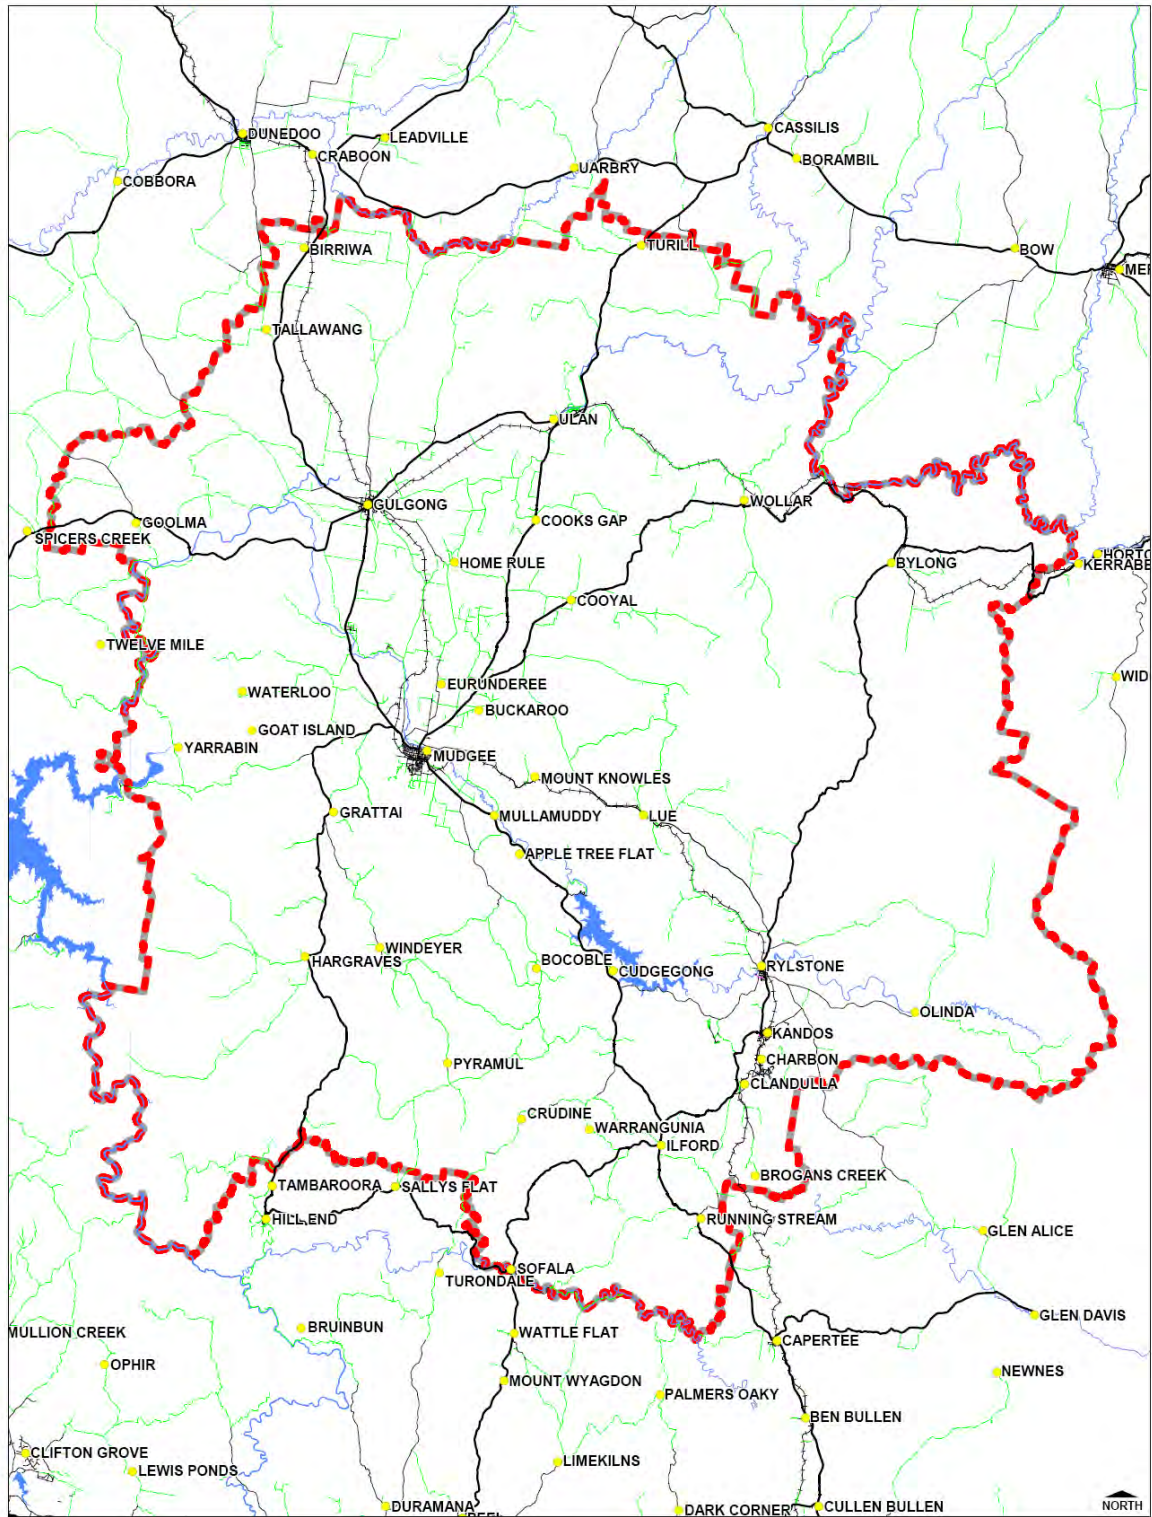 CASSILIS
DUNEDOO
LEADVILLE
CRABOON
BORAMBIL
UARBRY
COBBORA
TURILL
BIRRIWA
BOW
MER
TALLAWANG
ULAN
WOLLAR
GULGONG
COOKS GAP
GOOLMA
SPICERS CREEK
HORTO
HOME RULE
BYLONG
KERRABE
COOYAL
TWELVE MILE
WID
EURUNDEREE
WATERLOO
BUCKAROO
GOAT ISLAND
YARRABIN
MUDGEE
MOUNT KNOWLES
GRATTAI
MULLAMUDDY
LUE
APPLE TREE FLAT
WINDEYER
HARGRAVES
BOCOBLE
RYLSTONE
CUDGEGONG
OLINDA
KANDOS
CHARBON
PYRAMUL
CLANDULLA
CRUDINE
WARRANGUNIA
ILFORD
BROGANS CREEK
TAMBAROORA
SALLYS FLAT
HILL END
RUNNING STREAM
GLEN ALICE
SOFALA
TURONDALE
GLEN DAVIS
BRUINBUN
MULLION CREEK
WATTLE FLAT
CAPERTEE
OPHIR
NEWNES
MOUNT WYAGDON
PALMERS OAKY
BEN BULLEN
CLIFTON GROVE
LIMEKILNS
LEWIS PONDS
DURAMANA
DARK CORNER
CULLEN BULLEN
NORTH